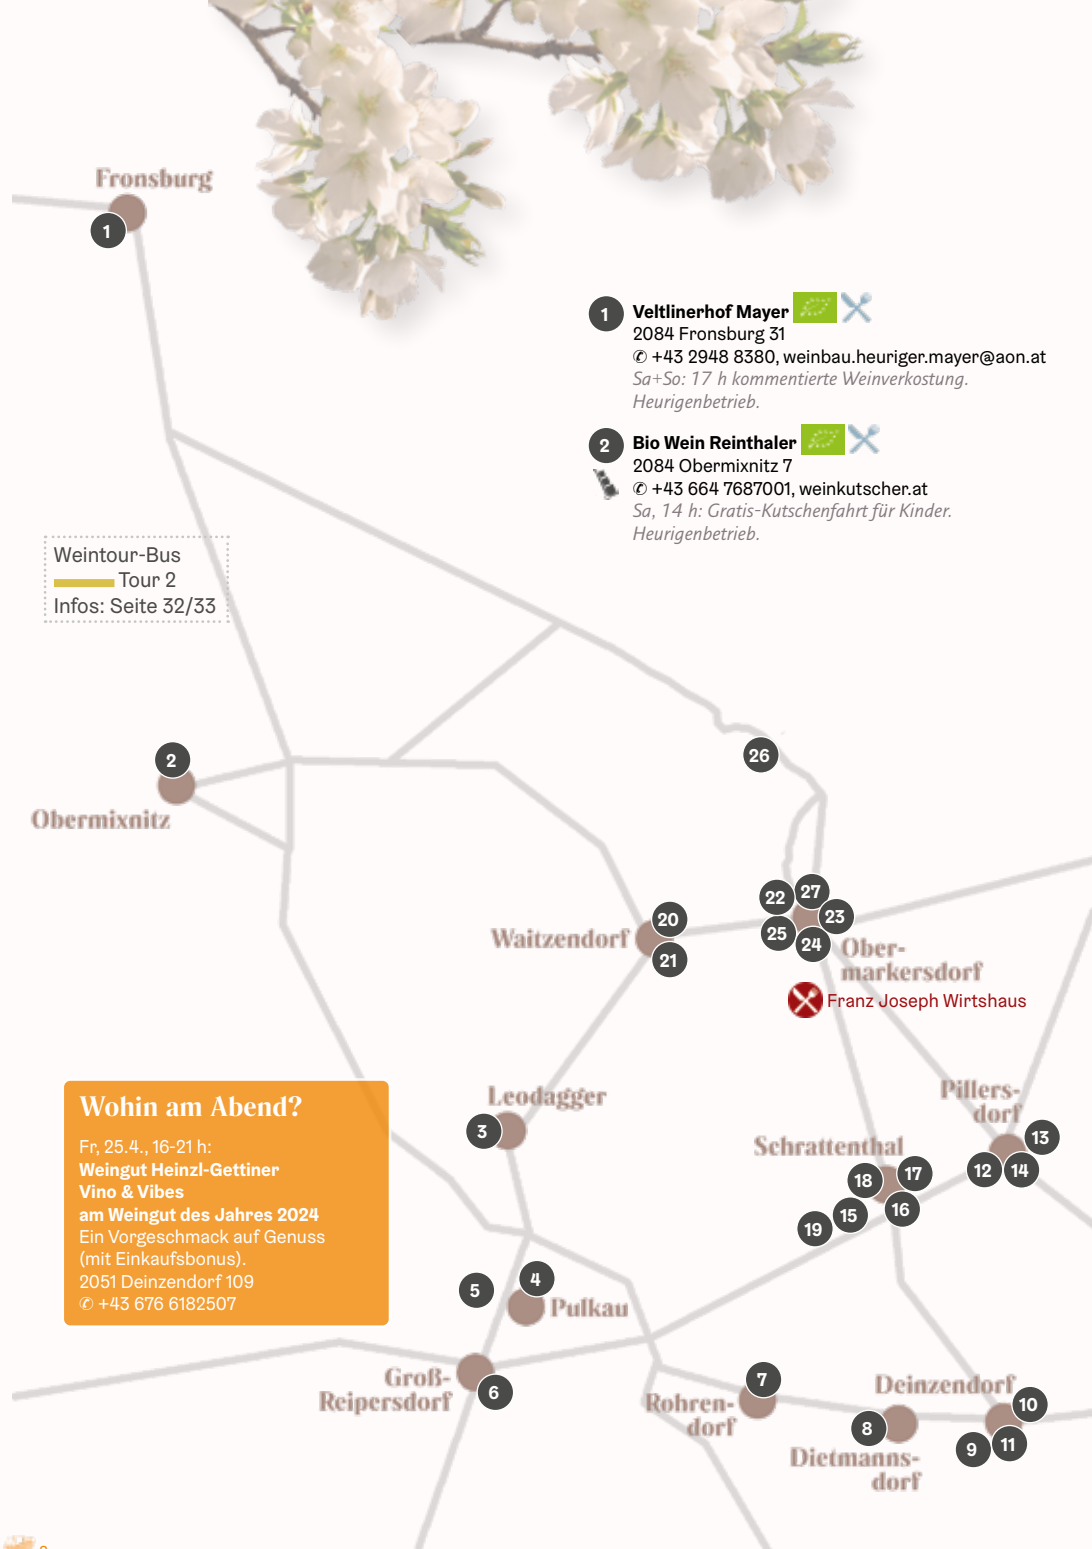 Fronsburg
1
1
Veltlinerhof Mayer
2084 Fronsburg 31
✆ +43 2948 8380, weinbau.heuriger.mayer@aon.at
Sa+So: 17 h kommentierte Weinverkostung.
Heurigenbetrieb.
2
Bio Wein Reinthaler
2084 Obermixnitz 7
✆ +43 664 7687001, weinkutscher.at
Sa, 14 h: Gratis-Kutschenfahrt für Kinder.
Heurigenbetrieb.
Weintour-Bus
Tour 2
Infos: Seite 32/33
2
Obermixnitz
26
22
27
23
25
24
Ober-
markersdorf
Franz Joseph Wirtshaus
20
Waitzendorf
21
Leodagger
3
Wohin am Abend?
Fr, 25.4., 16-21 h:
Weingut Heinzl-Gettiner
Vino & Vibes
am Weingut des Jahres 2024
Ein Vorgeschmack auf Genuss
(mit Einkaufsbonus).
2051 Deinzendorf 109
✆ +43 676 6182507
Pillers-
dorf
13
12
14
Schrattenthal
18
17
15
16
19
5
4
Pulkau
Groß-
Reipersdorf
6
7
Rohren-
dorf
8
Dietmanns-
dorf
Deinzendorf
10
9
11